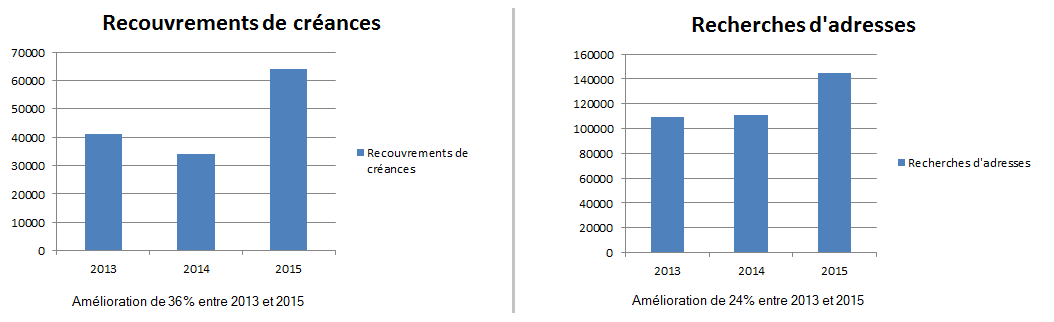 Recouvrements de créances
70000
60000
50000
40000
30000
20000
10000
0
2013 2014 2015
Recouvrements de
créances
Amélioration de 36% entre 2013 et 2015
Recherches d'adresses
160000
140000
120000
100000
80000
60000
40000
20000
0
2013 2014 2015
Recherches d'adresses
Amélioration de 24% entre 2013 et 2015